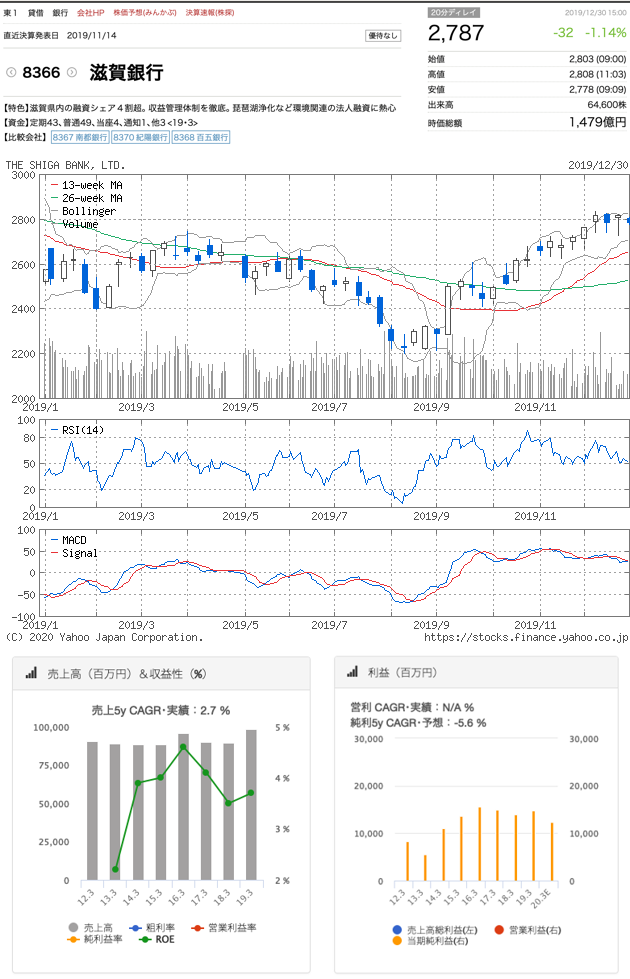 東1 貸借 銀行 会社HP 株価予想(みんかぶ) 決算速報(株探)
20分ディレイ 2019/12/30 15:00
直近決算発表日 2019/11/14 優待なし
2,787 -32 -1.14%
8366 滋賀銀行
始値 2,803 (09:00)
高値 2,808 (11:03)
安値 2,778 (09:09)
出来高 64,600株
時価総額 1,479億円
【特色】滋賀県内の融資シェア4割超。収益管理体制を徹底。琵琶湖浄化など環境関連の法人融資に熱心
【資金】定期43、普通49、当座4、通知1、他3 <19・3>
【比較会社】 8367 南都銀行 8370 紀陽銀行 8368 百五銀行
THE SHIGA BANK, LTD. 2019/12/30
3000
13-week MA
26-week MA
Bollinger
Volume
2800
2600
2400
2200
2000
2019/1 2019/3 2019/5 2019/7 2019/9 2019/11
100
RSI(14)
80
50
20
0
2019/1 2019/3 2019/5 2019/7 2019/9 2019/11
100
MACD
Signal
50
0
-50
-100
2019/1 2019/3 2019/5 2019/7 2019/9 2019/11
(C) 2020 Yahoo Japan Corporation. https://stocks.finance.yahoo.co.jp
売上高（百万円）＆収益性（%）
売上5y CAGR・実績：2.7 %
100,000 5 %
75,000 4 %
50,000 3 %
25,000
0 2 %
12.3 13.3 14.3 15.3 16.3 17.3 18.3 19.3
売上高 粗利率 営業利益率
純利益率 ROE
利益（百万円）
営利 CAGR・実績：N/A %
純利5y CAGR・予想：-5.6 %
30,000 30,000
20,000 20,000
10,000 10,000
0 0
12.3 13.3 14.3 15.3 16.3 17.3 18.3 19.3 20.3E
売上高総利益(左) 営業利益(右)
当期純利益(右)